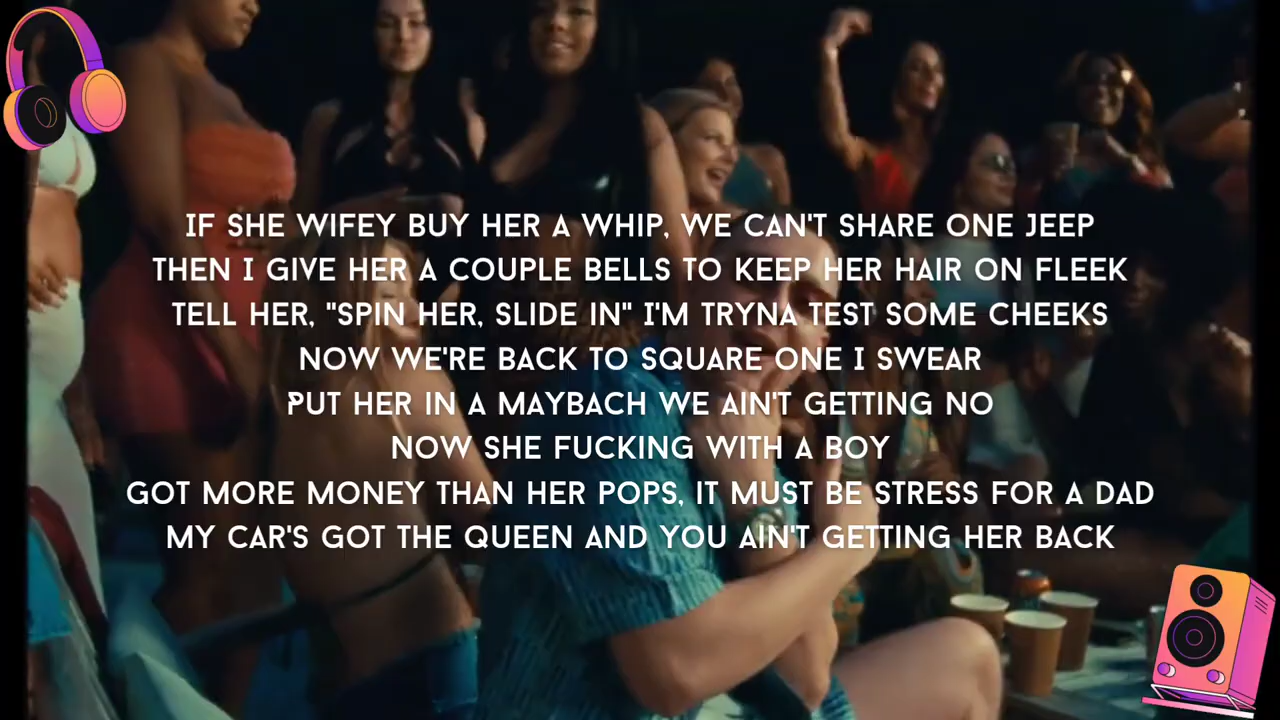 IF SHE WIFEY BUY HER A WHIP, WE CAN'T SHARE ONE JEEP
THEN I GIVE HER A COUPLE BELLS TO KEEP HER HAIR ON FLEEK
TELL HER, "SPIN HER, SLIDE IN" I'M TRYNA TEST SOME CHEEKS
NOW WE'RE BACK TO SQUARE ONE I SWEAR
PUT HER IN A MAYBACH WE AIN'T GETTING NO
NOW SHE FUCKING WITH A BOY
GOT MORE MONEY THAN HER POPS, IT MUST BE STRESS FOR A DAD
MY CAR'S GOT THE QUEEN AND YOU AIN'T GETTING HER BACK